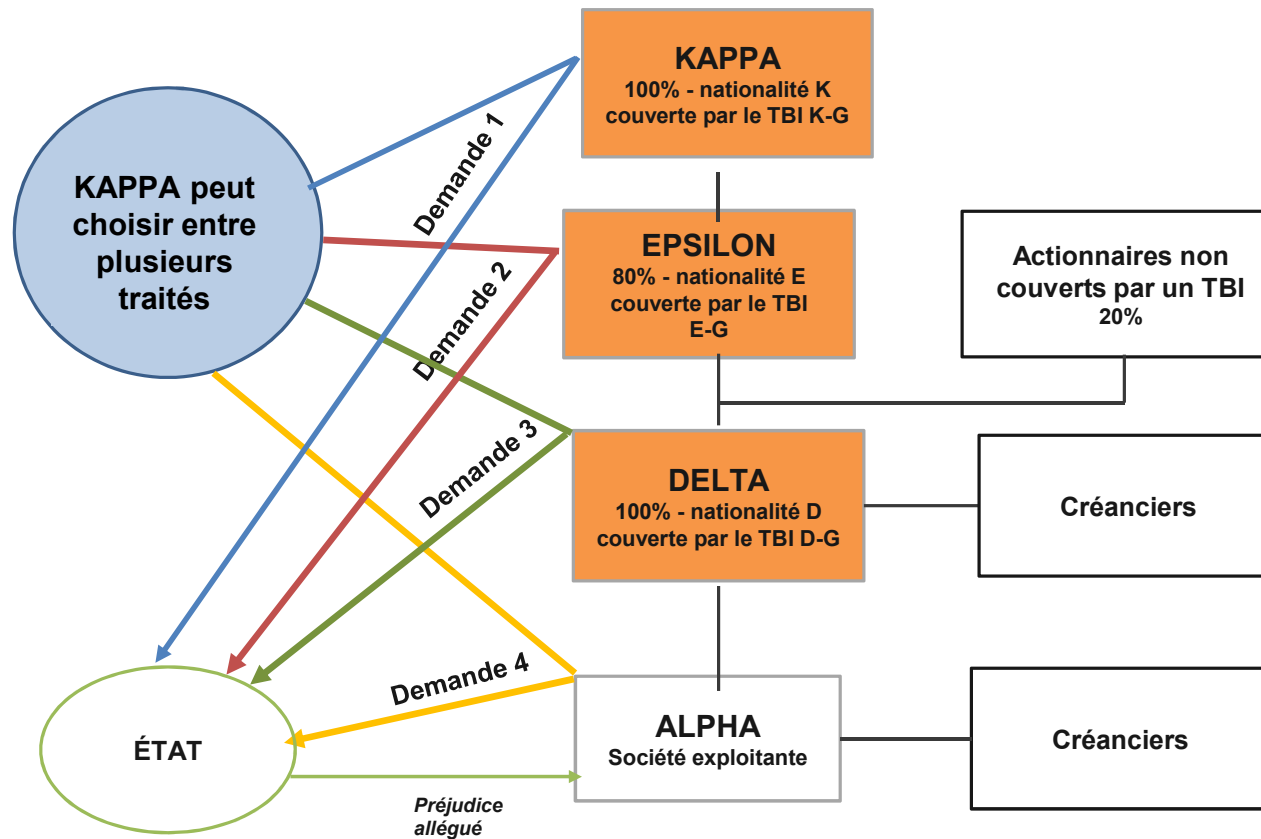 KAPPA peut
choisir entre
plusieurs
traités
KAPPA
100% - nationalité K
couverte par le TBI K-G
Demande 1
EPSILON
80% - nationalité E
couverte par le TBI
E-G
Demande 2
Actionnaires non
couverts par un TBI
20%
Demande 3
DELTA
100% - nationalité D
couverte par le TBI D-G
Créanciers
Demande 4
ÉTAT
ALPHA
Société exploitante
Créanciers
Préjudice
allégué